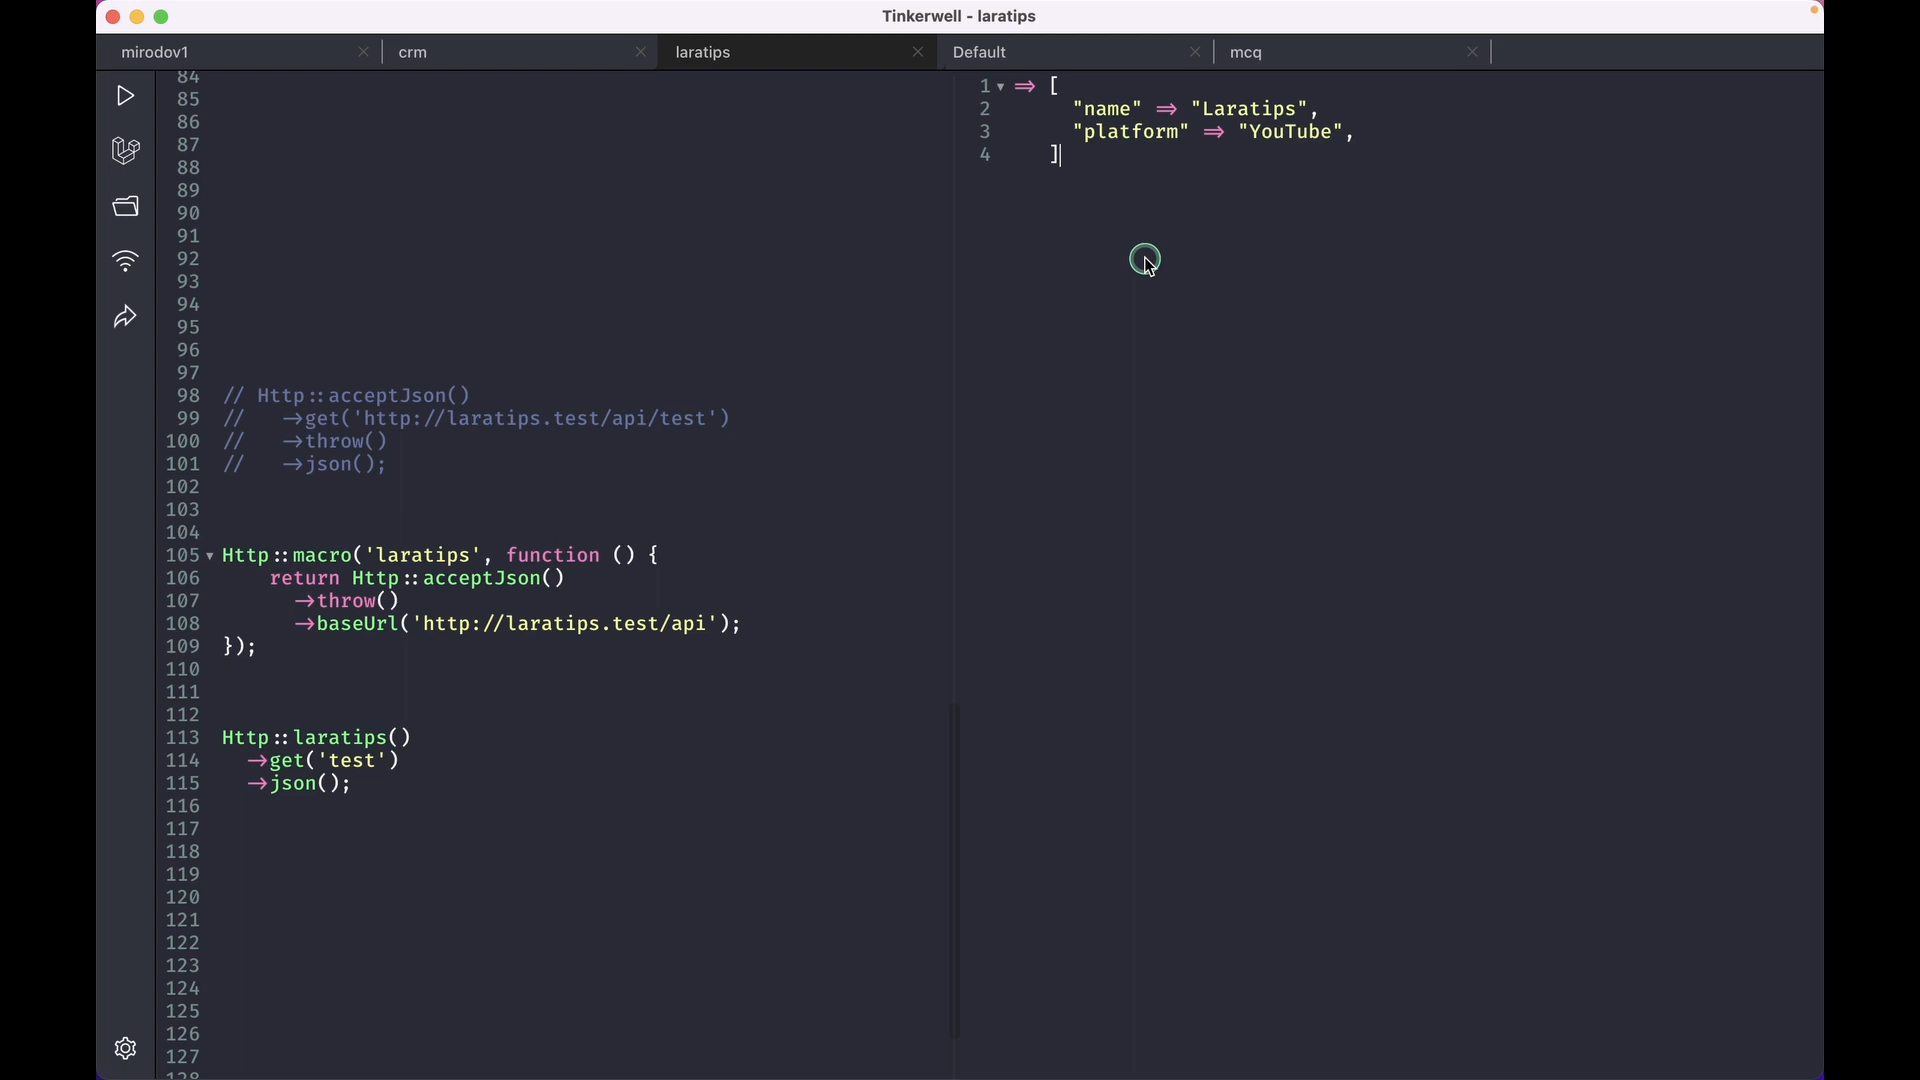 Tinkerwell - laratips
mirodov1
crm
laratips
Default
mcq
84
85
86
87
88
89
90
91
92
93
94
95
96
97
98 // Http::acceptJson()
99 //   ->get('http://laratips.test/api/test')
100 //   ->throw()
101 //   ->json();
102
103
104
105 Http::macro('laratips', function () {
106     return Http::acceptJson()
107       ->throw()
108       ->baseUrl('http://laratips.test/api');
109 });
110
111
112
113 Http::laratips()
114   ->get('test')
115   ->json();
116
117
118
119
120
121
122
123
124
125
126
127
128
1 => [
2     "name" => "Laratips",
3     "platform" => "YouTube",
4   ]